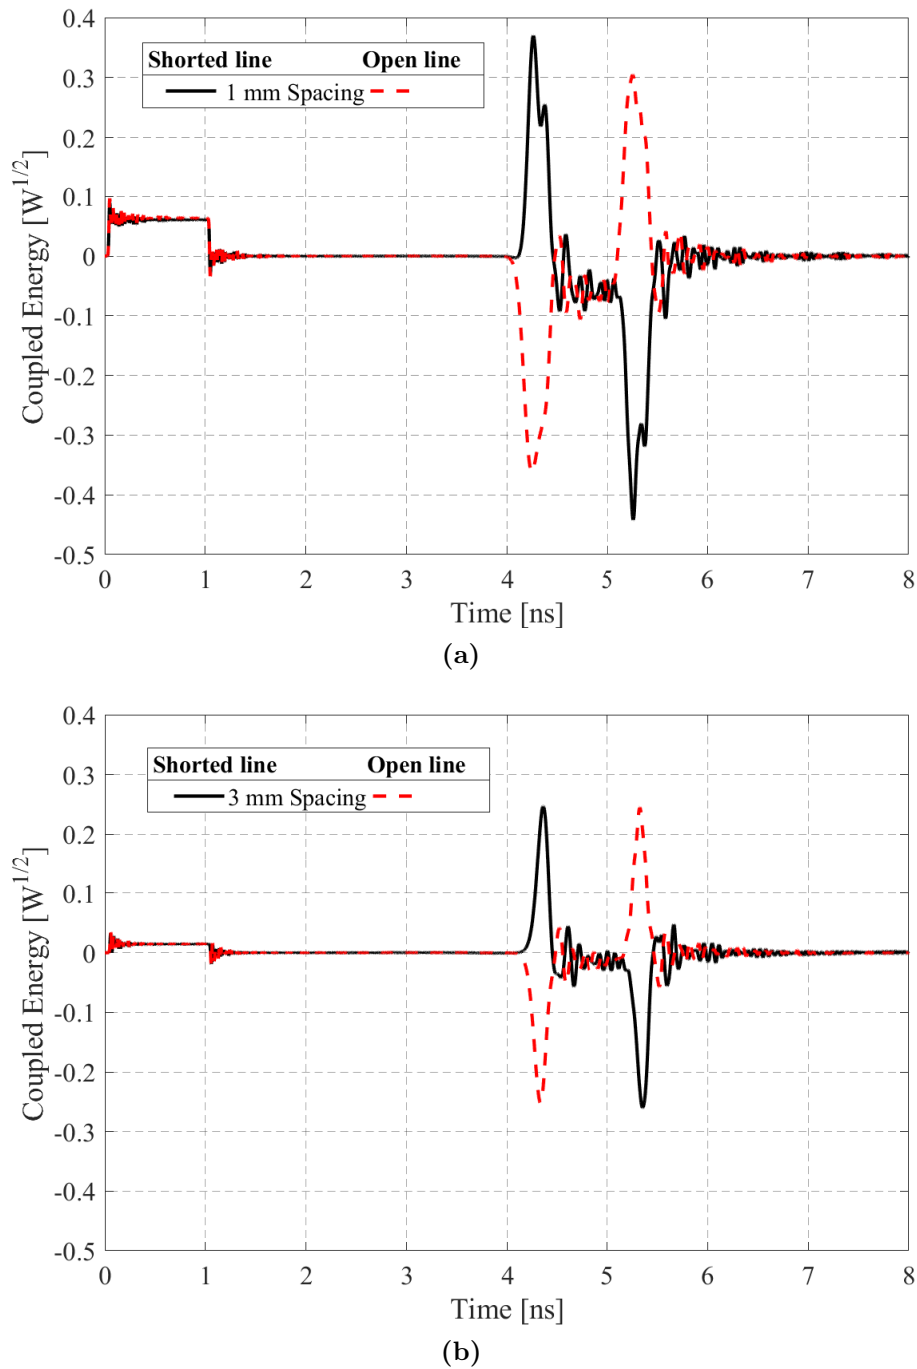 0.4
Shorted line Open line
1 mm Spacing
0.3
0.2
0.1
0
-0.1
-0.2
-0.3
-0.4
-0.5
Coupled Energy [W^1/2]
0 1 2 3 4 5 6 7 8
Time [ns]
(a)
0.4
Shorted line Open line
3 mm Spacing
0.3
0.2
0.1
0
-0.1
-0.2
-0.3
-0.4
-0.5
Coupled Energy [W^1/2]
0 1 2 3 4 5 6 7 8
Time [ns]
(b)